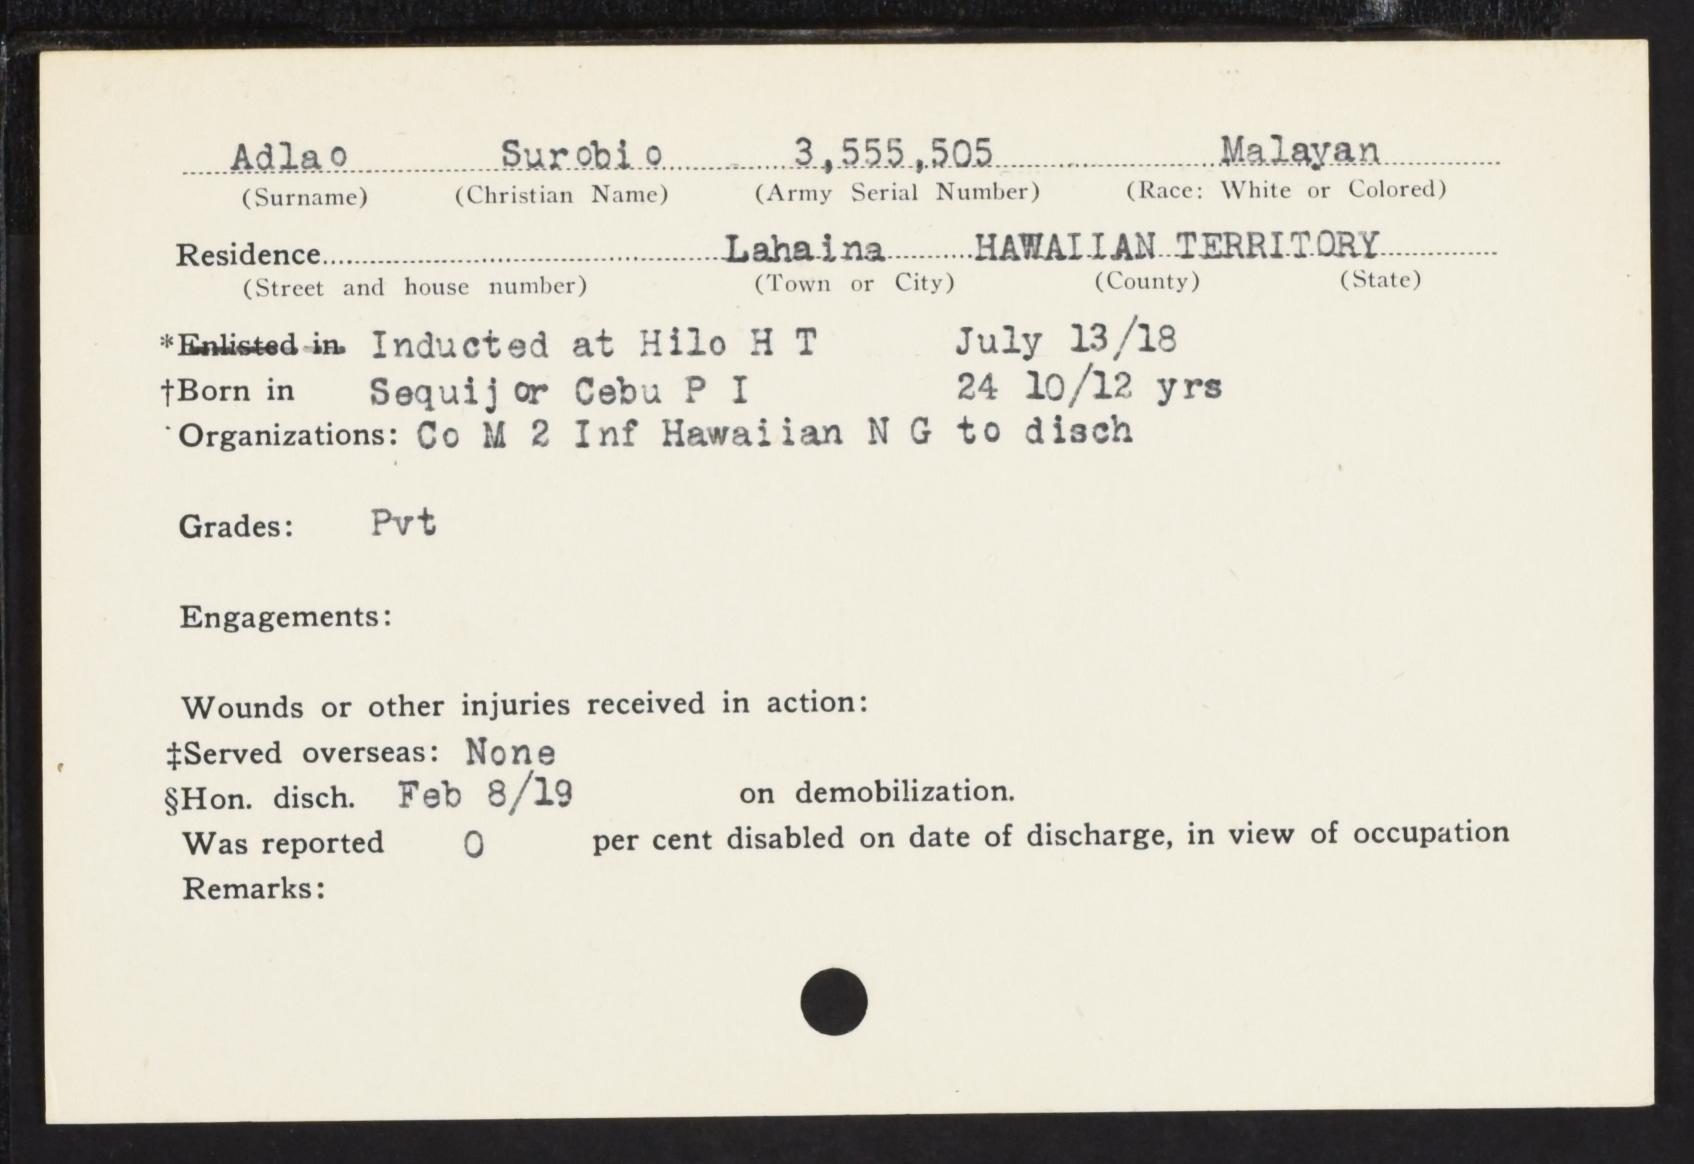 Adlao Surobio 3,555,505 Malayan
(Surname) (Christian Name) (Army Serial Number) (Race: White or Colored)
Residence Lahaina HAWAIIAN TERRITORY
(Street and house number) (Town or City) (County) (State)
*Enlisted in Inducted at Hilo H T July 13/18
†Born in Sequijor Cebu P I 24 10/12 yrs
Organizations: Co M 2 Inf Hawaiian N G to disch
Grades: Pvt
Engagements:
Wounds or other injuries received in action:
‡Served overseas: None
§Hon. disch. Feb 8/19 on demobilization.
Was reported 0 per cent disabled on date of discharge, in view of occupation
Remarks: